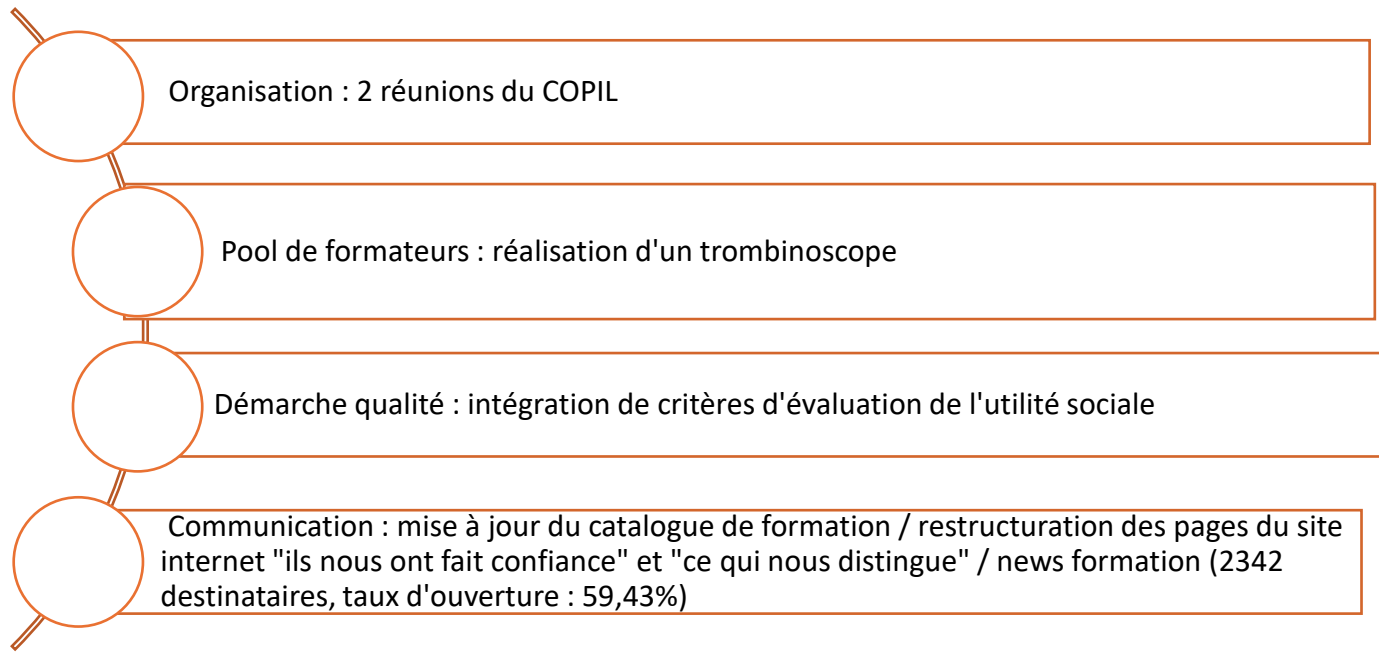 Organisation : 2 réunions du COPIL
Pool de formateurs : réalisation d'un trombinoscope
Démarche qualité : intégration de critères d'évaluation de l'utilité sociale
Communication : mise à jour du catalogue de formation / restructuration des pages du site
internet "ils nous ont fait confiance" et "ce qui nous distingue" / news formation (2342
destinataires, taux d'ouverture : 59,43%)